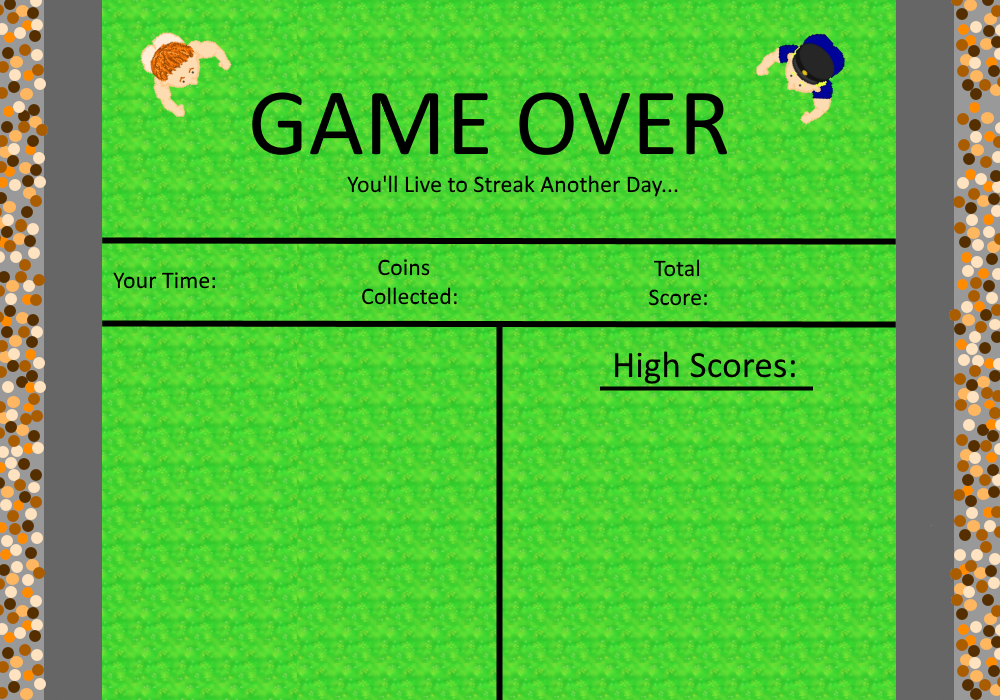 GAME OVER
You'll Live to Streak Another Day...
Your Time:
Coins
Collected:
Total
Score:
High Scores: